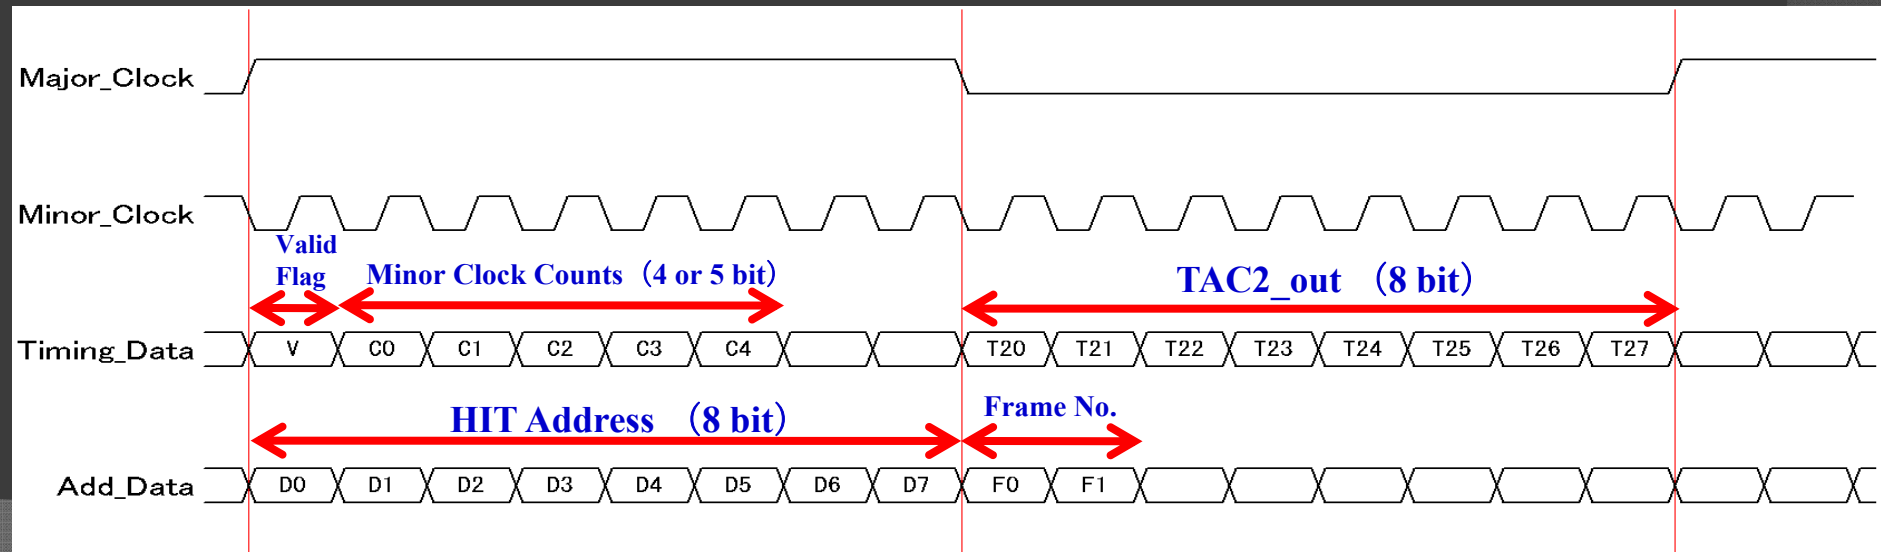 Major_Clock
Minor_Clock
Valid
Flag
Minor Clock Counts（4 or 5 bit）
TAC2_out （8 bit）
Timing_Data
V C0 C1 C2 C3 C4 T20 T21 T22 T23 T24 T25 T26 T27
HIT Address （8 bit）
Frame No.
Add_Data
D0 D1 D2 D3 D4 D5 D6 D7 F0 F1